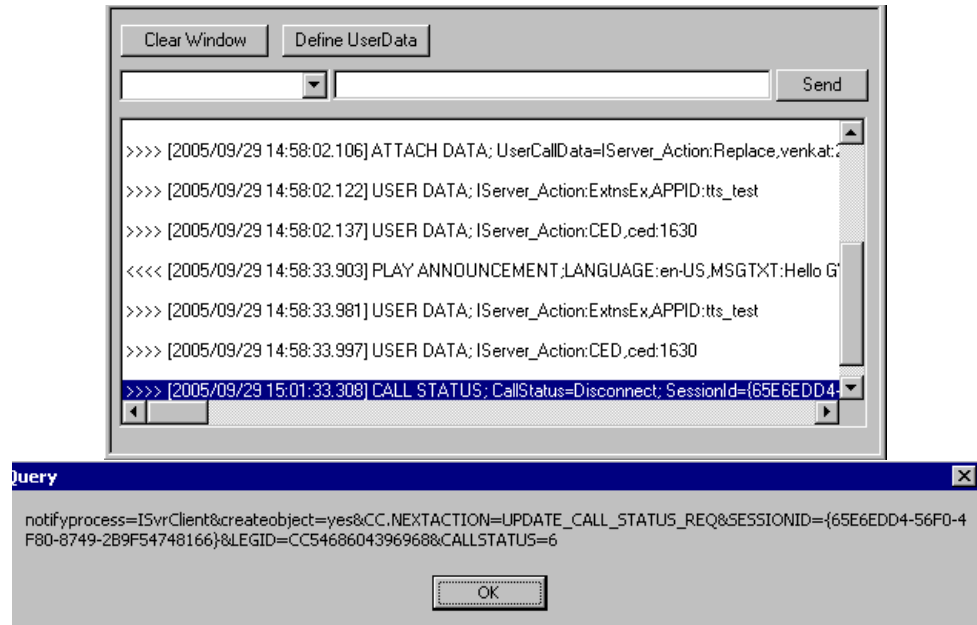 Clear Window Define UserData
Send
>>>> [2005/09/29 14:58:02.106] ATTACH DATA; UserCallData=IServer_Action:Replace,venkat:
>>>> [2005/09/29 14:58:02.122] USER DATA; IServer_Action:ExtnsEx,APPID:tts_test
>>>> [2005/09/29 14:58:02.137] USER DATA; IServer_Action:CED,ced:1630
<<<< [2005/09/29 14:58:33.903] PLAY ANNOUNCEMENT;LANGUAGE:en-US,MSGTXT:Hello
>>>> [2005/09/29 14:58:33.981] USER DATA; IServer_Action:ExtnsEx,APPID:tts_test
>>>> [2005/09/29 14:58:33.997] USER DATA; IServer_Action:CED,ced:1630
>>>> [2005/09/29 15:01:33.308] CALL STATUS; CallStatus=Disconnect; SessionId={65E6EDD4-
Query
notifyprocess=ISvrClient&createobject=yes&CC.NEXTACTION=UPDATE_CALL_STATUS_REQ&SESSIONID={65E6EDD4-56F0-4
F80-8749-2B9F54748166}&LEGID=CC5468604396968&CALLSTATUS=6
OK